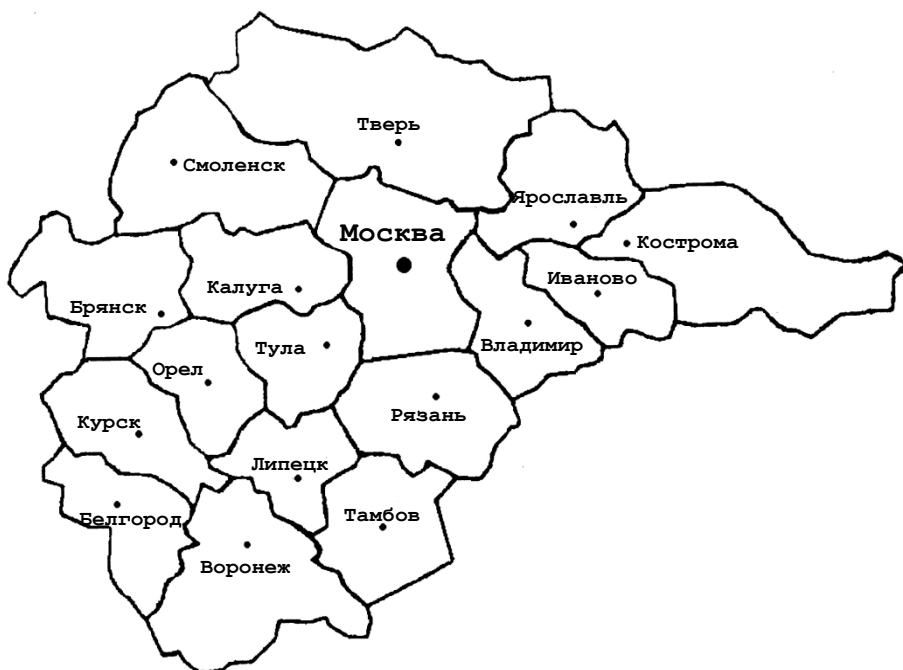 Тверь
Смоленск
Ярославль
Москва
Кострома
Иваново
Калуга
Брянск
Владимир
Тула
Орел
Рязань
Курск
Липецк
Тамбов
Белгород
Воронеж